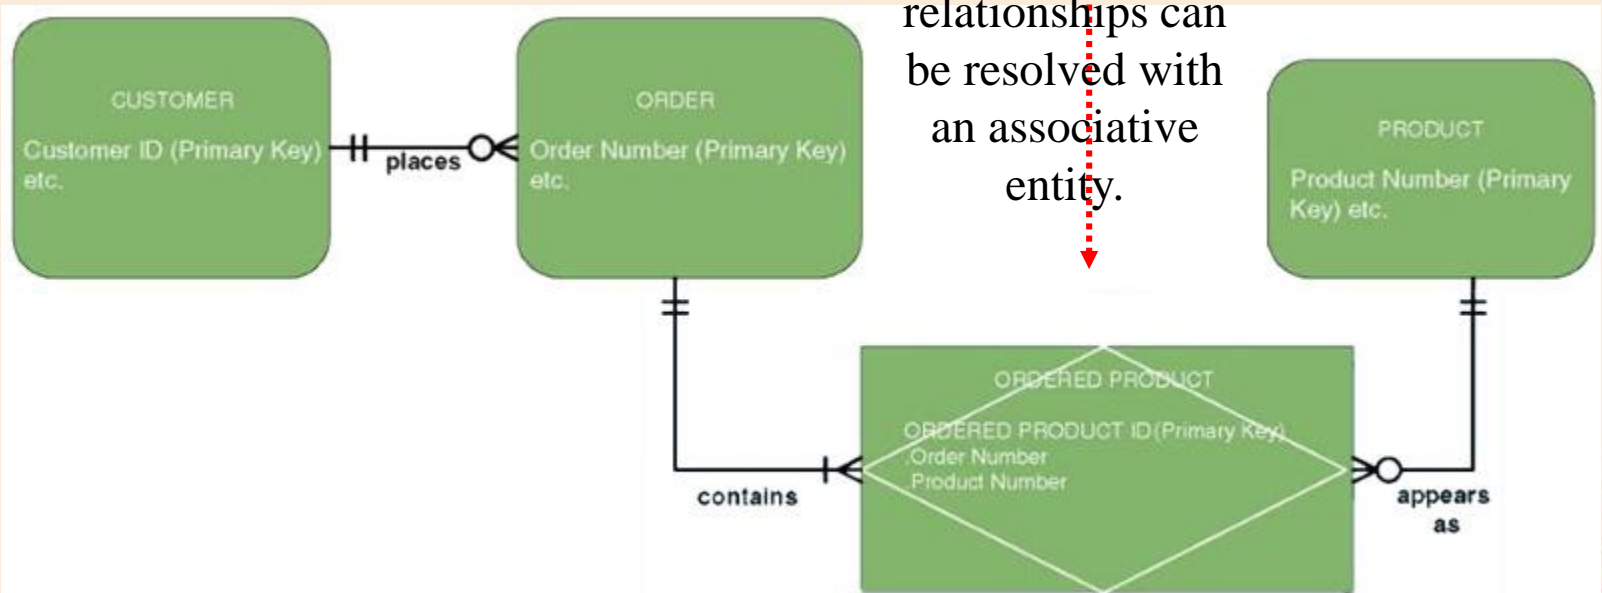 relationships can
be resolved with
an associative
entity.
CUSTOMER
Customer ID (Primary Key)
etc.
places
ORDER
Order Number (Primary Key)
etc.
PRODUCT
Product Number (Primary
Key) etc.
contains
ORDERED PRODUCT
ORDERED PRODUCT ID(Primary Key)
.Order Number
.Product Number
appears
as